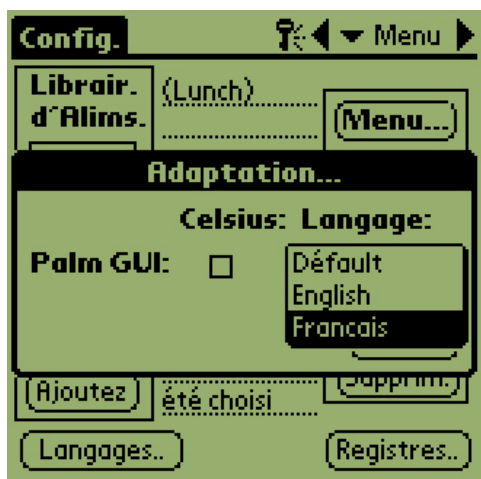 Config. Menu
Librair.
d´Alims.
(Lunch)
Menu...
Adaptation...
Celsius: Langage:
Palm GUI:
Défault
English
Francais
Ajoutez
été choisi
Supprim.
Langages..
Registres..